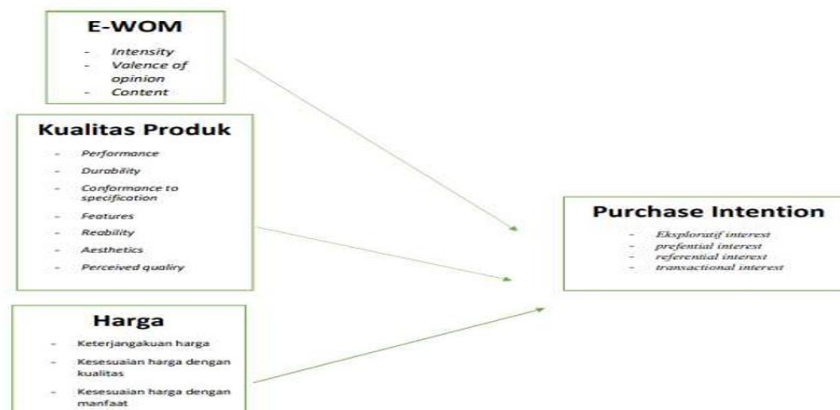 E-WOM
- Intensity
- Valence of
opinion
- Content
Kualitas Produk
- Performance
- Durability
- Conformance to
specification
- Features
- Reability
- Aesthetics
- Perceived qualiry
Harga
- Keterjangakuan harga
- Kesesuaian harga dengan
kualitas
- Kesesuaian harga dengan
manfaat
Purchase Intention
- Eksploratif interest
- prefential interest
- referential interest
- transactional interest